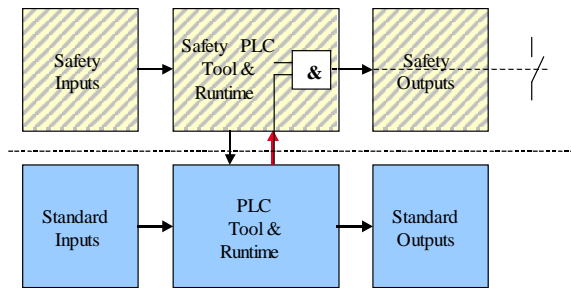 Safety
Inputs
Safety PLC
Tool &
Runtime
&
Safety
Outputs
Standard
Inputs
PLC
Tool &
Runtime
Standard
Outputs